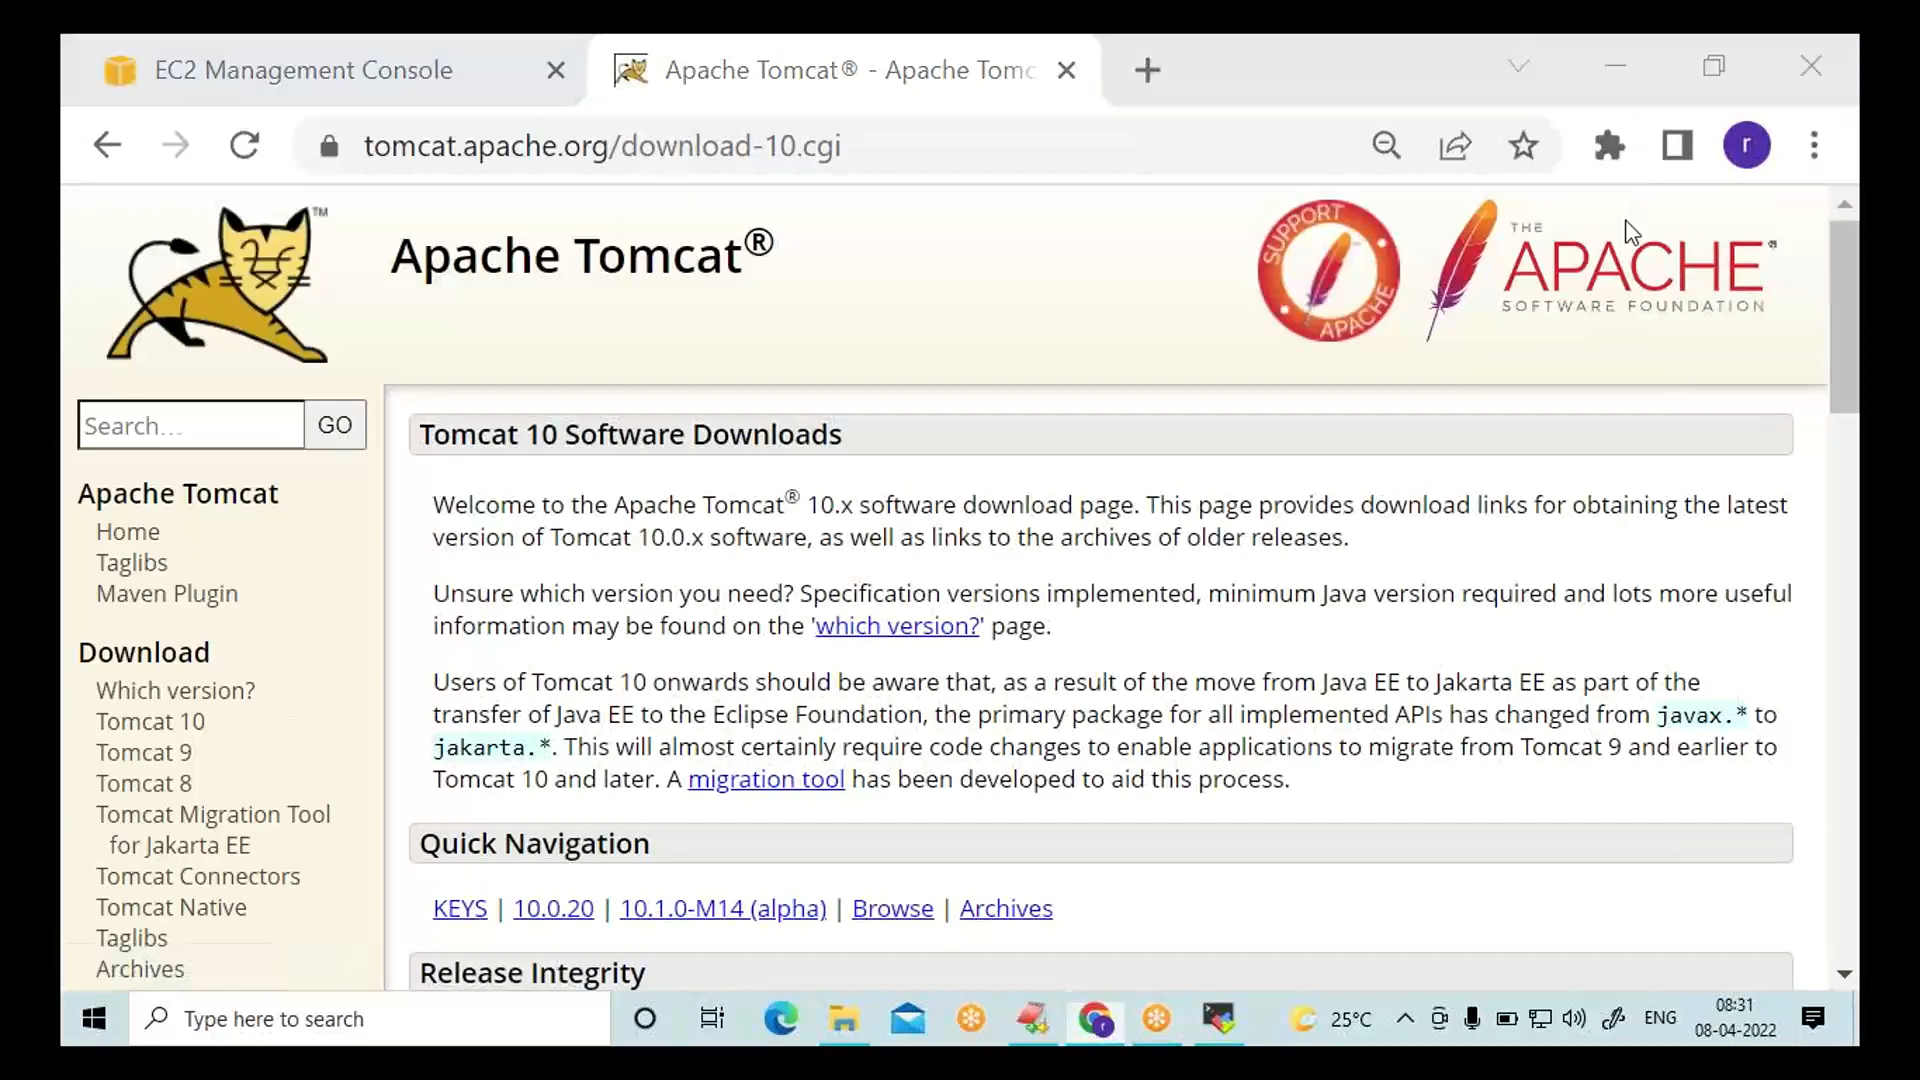 EC2 Management Console
Apache Tomcat® - Apache Tomc
tomcat.apache.org/download-10.cgi
r
TM
Apache Tomcat®
SUPPORT
APACHE
THE
APACHE®
SOFTWARE FOUNDATION
Search...
GO
Apache Tomcat
Home
Taglibs
Maven Plugin
Download
Which version?
Tomcat 10
Tomcat 9
Tomcat 8
Tomcat Migration Tool
for Jakarta EE
Tomcat Connectors
Tomcat Native
Taglibs
Archives
Tomcat 10 Software Downloads
Welcome to the Apache Tomcat® 10.x software download page. This page provides download links for obtaining the latest
version of Tomcat 10.0.x software, as well as links to the archives of older releases.
Unsure which version you need? Specification versions implemented, minimum Java version required and lots more useful
information may be found on the 'which version?' page.
Users of Tomcat 10 onwards should be aware that, as a result of the move from Java EE to Jakarta EE as part of the
transfer of Java EE to the Eclipse Foundation, the primary package for all implemented APIs has changed from javax.* to
jakarta.*. This will almost certainly require code changes to enable applications to migrate from Tomcat 9 and earlier to
Tomcat 10 and later. A migration tool has been developed to aid this process.
Quick Navigation
KEYS | 10.0.20 | 10.1.0-M14 (alpha) | Browse | Archives
Release Integrity
Type here to search
r
25°C
ENG
08:31
08-04-2022